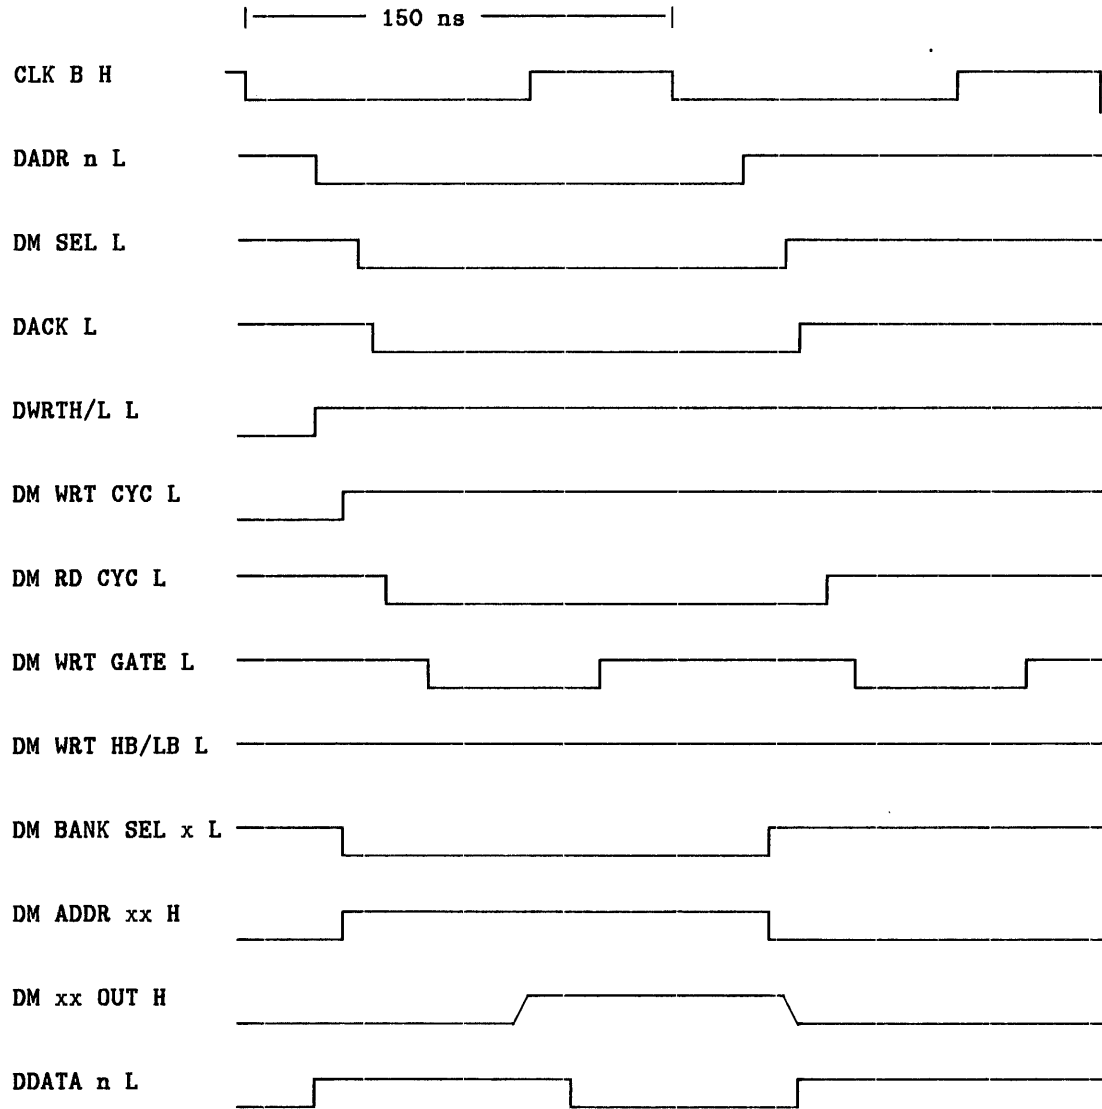 150 ns
CLK B H
DADR n L
DM SEL L
DACK L
DWRTH/L L
DM WRT CYC L
DM RD CYC L
DM WRT GATE L
DM WRT HB/LB L
DM BANK SEL x L
DM ADDR xx H
DM xx OUT H
DDATA n L